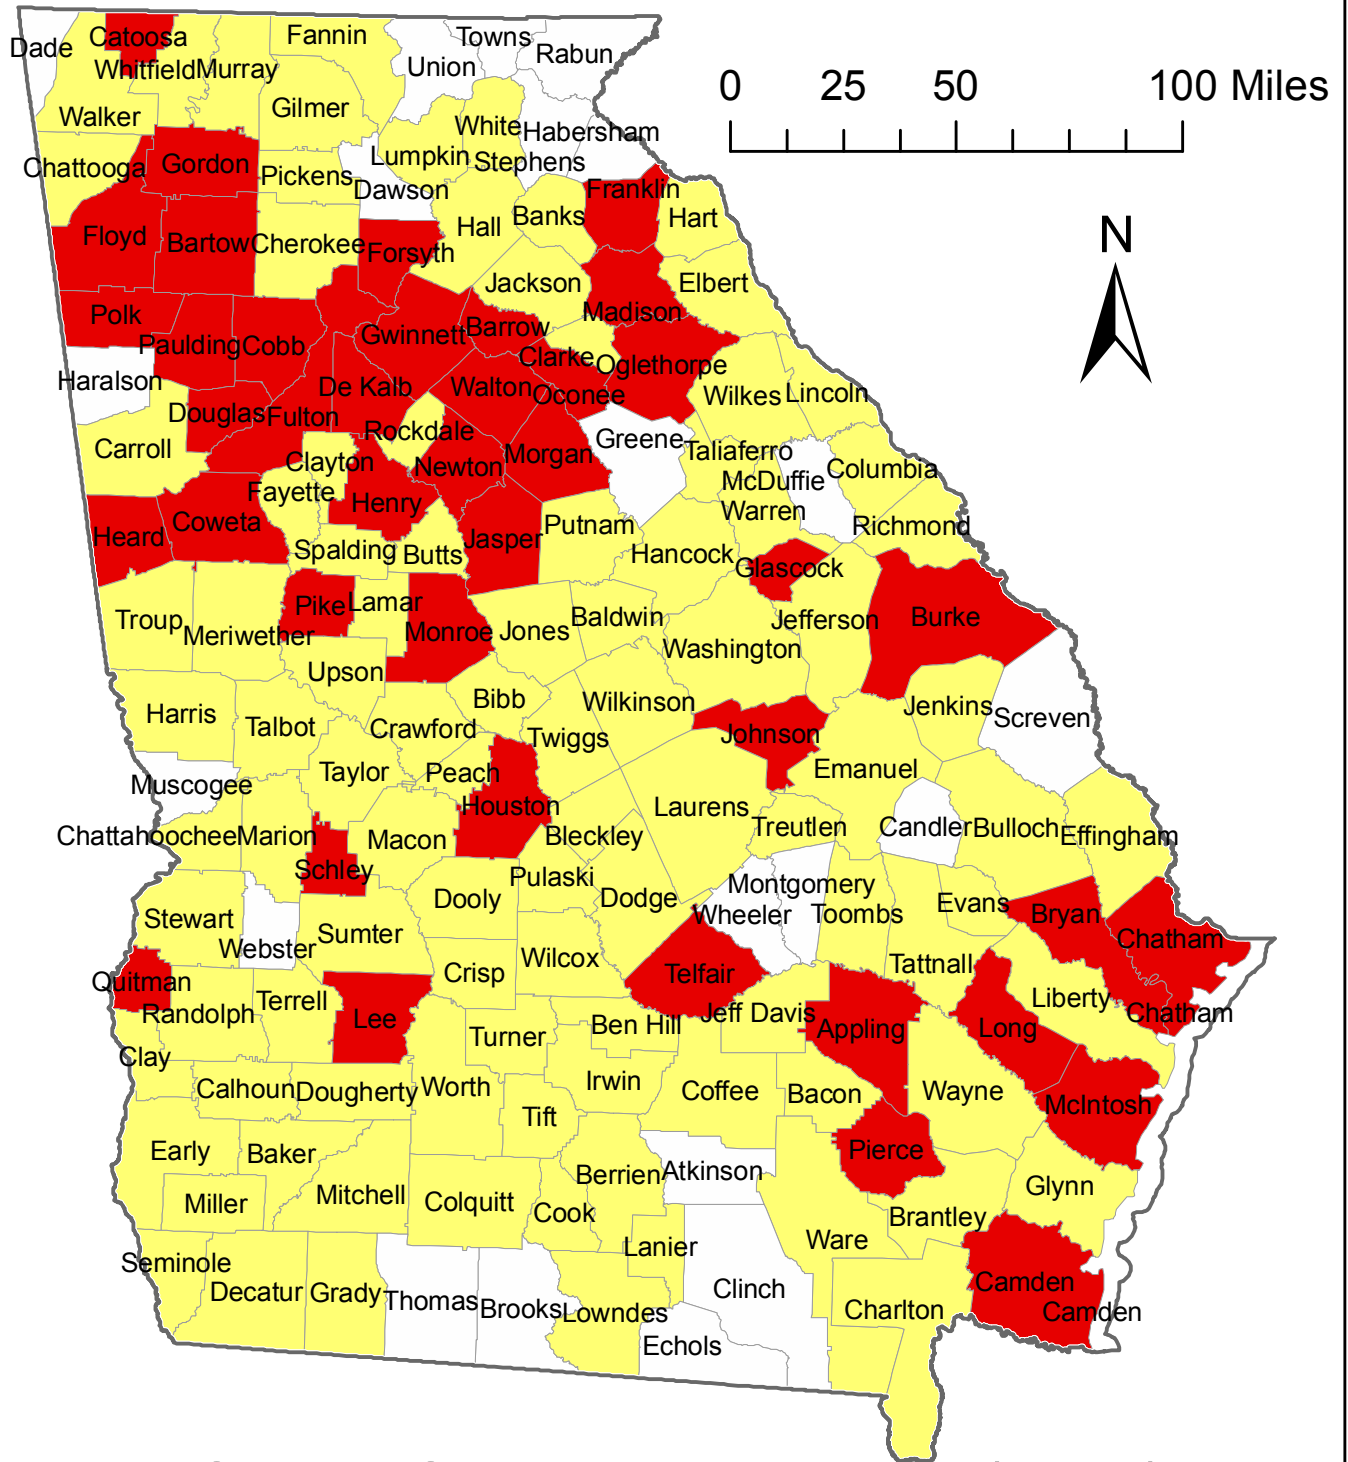 Fannin
Towns
Catoosa
Dade
Rabun
Union
Whitfield
Murray
0 25 50 100 Miles
Gilmer
Walker
White
Habersham
Lumpkin
Stephens
Gordon
Chattooga
Pickens
Dawson
Franklin
Banks
Hart
Hall
N
Floyd
Bartow
Cherokee
Forsyth
Jackson
Elbert
Madison
Polk
Barrow
Gwinnett
Paulding
Cobb
Clarke
Oglethorpe
Haralson
De Kalb
Walton
Oconee
Wilkes
Lincoln
Douglas
Fulton
Rockdale
Greene
Carroll
Taliaferro
Morgan
Clayton
Newton
Columbia
McDuffie
Fayette
Henry
Warren
Coweta
Putnam
Richmond
Heard
Jasper
Spalding
Butts
Hancock
Glascock
Pike
Lamar
Troup
Baldwin
Burke
Jefferson
Meriwether
Monroe
Jones
Washington
Upson
Bibb
Wilkinson
Jenkins
Harris
Screven
Talbot
Crawford
Johnson
Twiggs
Taylor
Peach
Emanuel
Muscogee
Houston
Laurens
Treutlen
Candler
Bulloch
Chattahoochee
Marion
Macon
Bleckley
Effingham
Schley
Pulaski
Montgomery
Dooly
Dodge
Evans
Stewart
Wheeler
Toombs
Bryan
Sumter
Chatham
Webster
Wilcox
Tattnall
Crisp
Telfair
Quitman
Liberty
Terrell
Randolph
Jeff Davis
Chatham
Lee
Ben Hill
Appling
Long
Turner
Clay
Irwin
Calhoun
Dougherty
Worth
Coffee
Bacon
Wayne
McIntosh
Tift
Early
Baker
Pierce
Berrien
Atkinson
Glynn
Mitchell
Miller
Colquitt
Cook
Brantley
Ware
Lanier
Seminole
Camden
Clinch
Decatur
Grady
Thomas
Brooks
Lowndes
Charlton
Camden
Echols